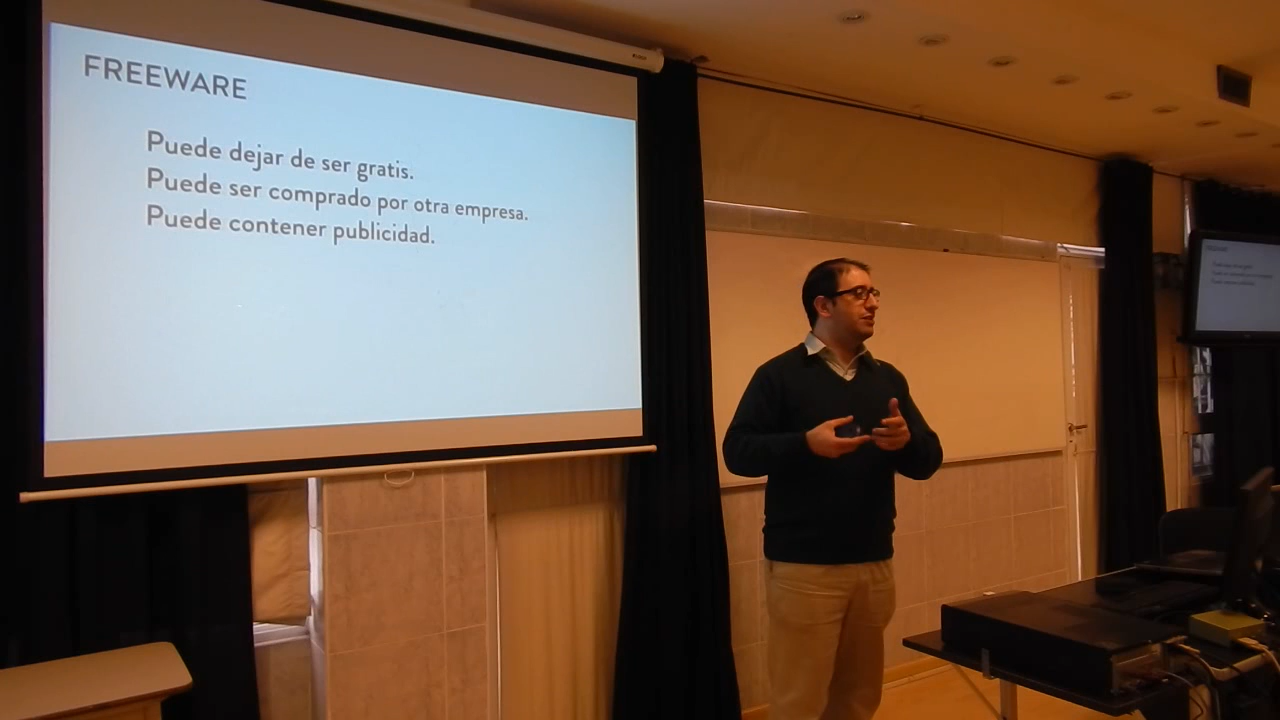 FREEWARE
Puede dejar de ser gratis.
Puede ser comprado por otra empresa.
Puede contener publicidad.